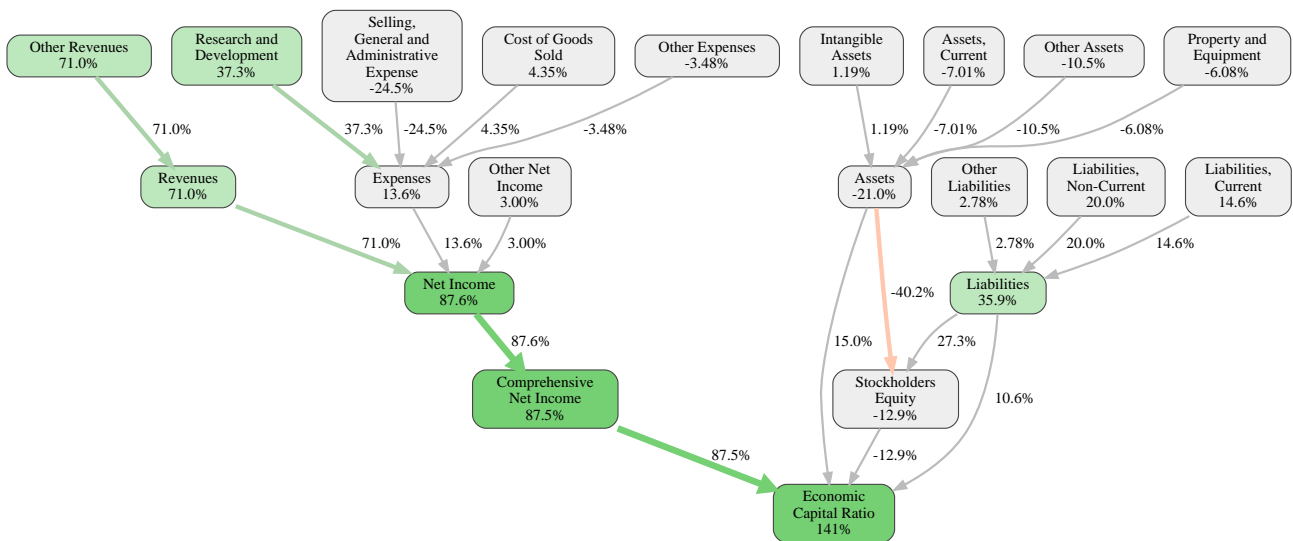 Other Revenues
71.0%
Research and
Development
37.3%
Selling,
General and
Administrative
Expense
-24.5%
Cost of Goods
Sold
4.35%
Other Expenses
-3.48%
Intangible
Assets
1.19%
Assets,
Current
-7.01%
Other Assets
-10.5%
Property and
Equipment
-6.08%
71.0%
37.3%
-24.5%
4.35%
-3.48%
1.19%
-7.01%
-10.5%
-6.08%
Revenues
71.0%
Expenses
13.6%
Other Net
Income
3.00%
Assets
-21.0%
Other
Liabilities
2.78%
Liabilities,
Non-Current
20.0%
Liabilities,
Current
14.6%
71.0%
13.6%
3.00%
2.78%
20.0%
14.6%
Net Income
87.6%
-40.2%
Liabilities
35.9%
87.6%
15.0%
27.3%
Comprehensive
Net Income
87.5%
Stockholders
Equity
-12.9%
10.6%
87.5%
-12.9%
Economic
Capital Ratio
141%